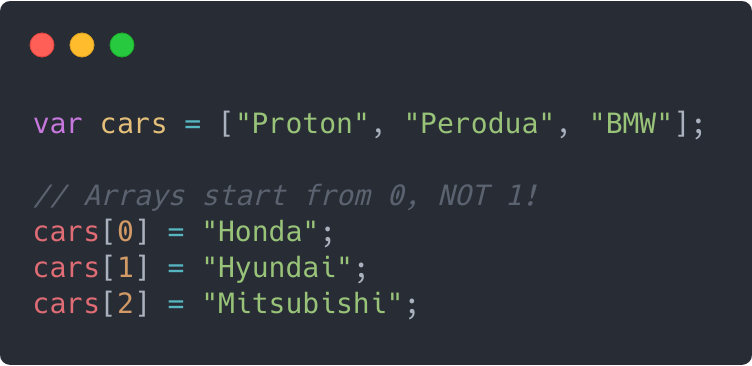 var cars = ["Proton", "Perodua", "BMW"];
// Arrays start from 0, NOT 1!
cars[0] = "Honda";
cars[1] = "Hyundai";
cars[2] = "Mitsubishi";